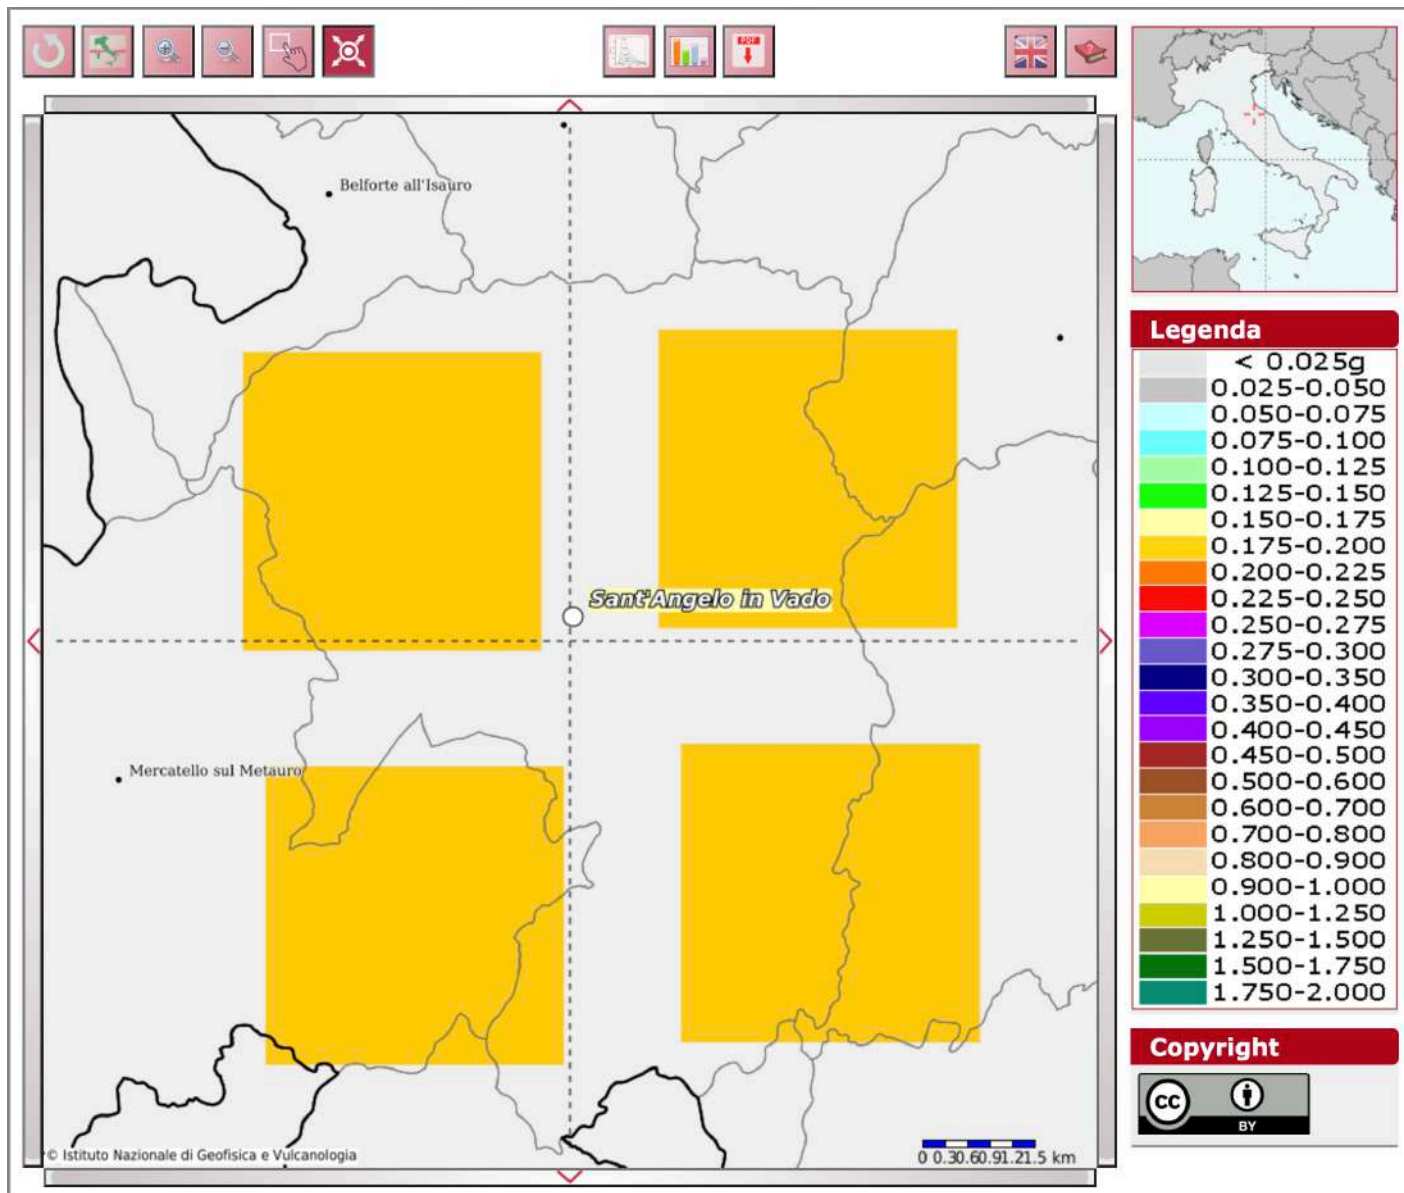 PDF
Belforte all'Isauro
Sant'Angelo in Vado
Mercatello sul Metauro
© Istituto Nazionale di Geofisica e Vulcanologia
0 0.30.60.91.21.5 km
Legenda
< 0.025g
0.025-0.050
0.050-0.075
0.075-0.100
0.100-0.125
0.125-0.150
0.150-0.175
0.175-0.200
0.200-0.225
0.225-0.250
0.250-0.275
0.275-0.300
0.300-0.350
0.350-0.400
0.400-0.450
0.450-0.500
0.500-0.600
0.600-0.700
0.700-0.800
0.800-0.900
0.900-1.000
1.000-1.250
1.250-1.500
1.500-1.750
1.750-2.000
Copyright
cc
BY